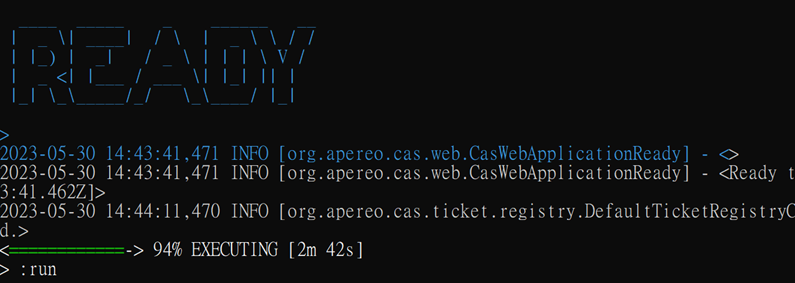 READY
>
2023-05-30 14:43:41,471 INFO [org.apereo.cas.web.CasWebApplicationReady] - <>
2023-05-30 14:43:41,471 INFO [org.apereo.cas.web.CasWebApplicationReady] - <Ready t
3:41.462Z]>
2023-05-30 14:44:11,470 INFO [org.apereo.cas.ticket.registry.DefaultTicketRegistryC
d.>
<============-> 94% EXECUTING [2m 42s]
> :run